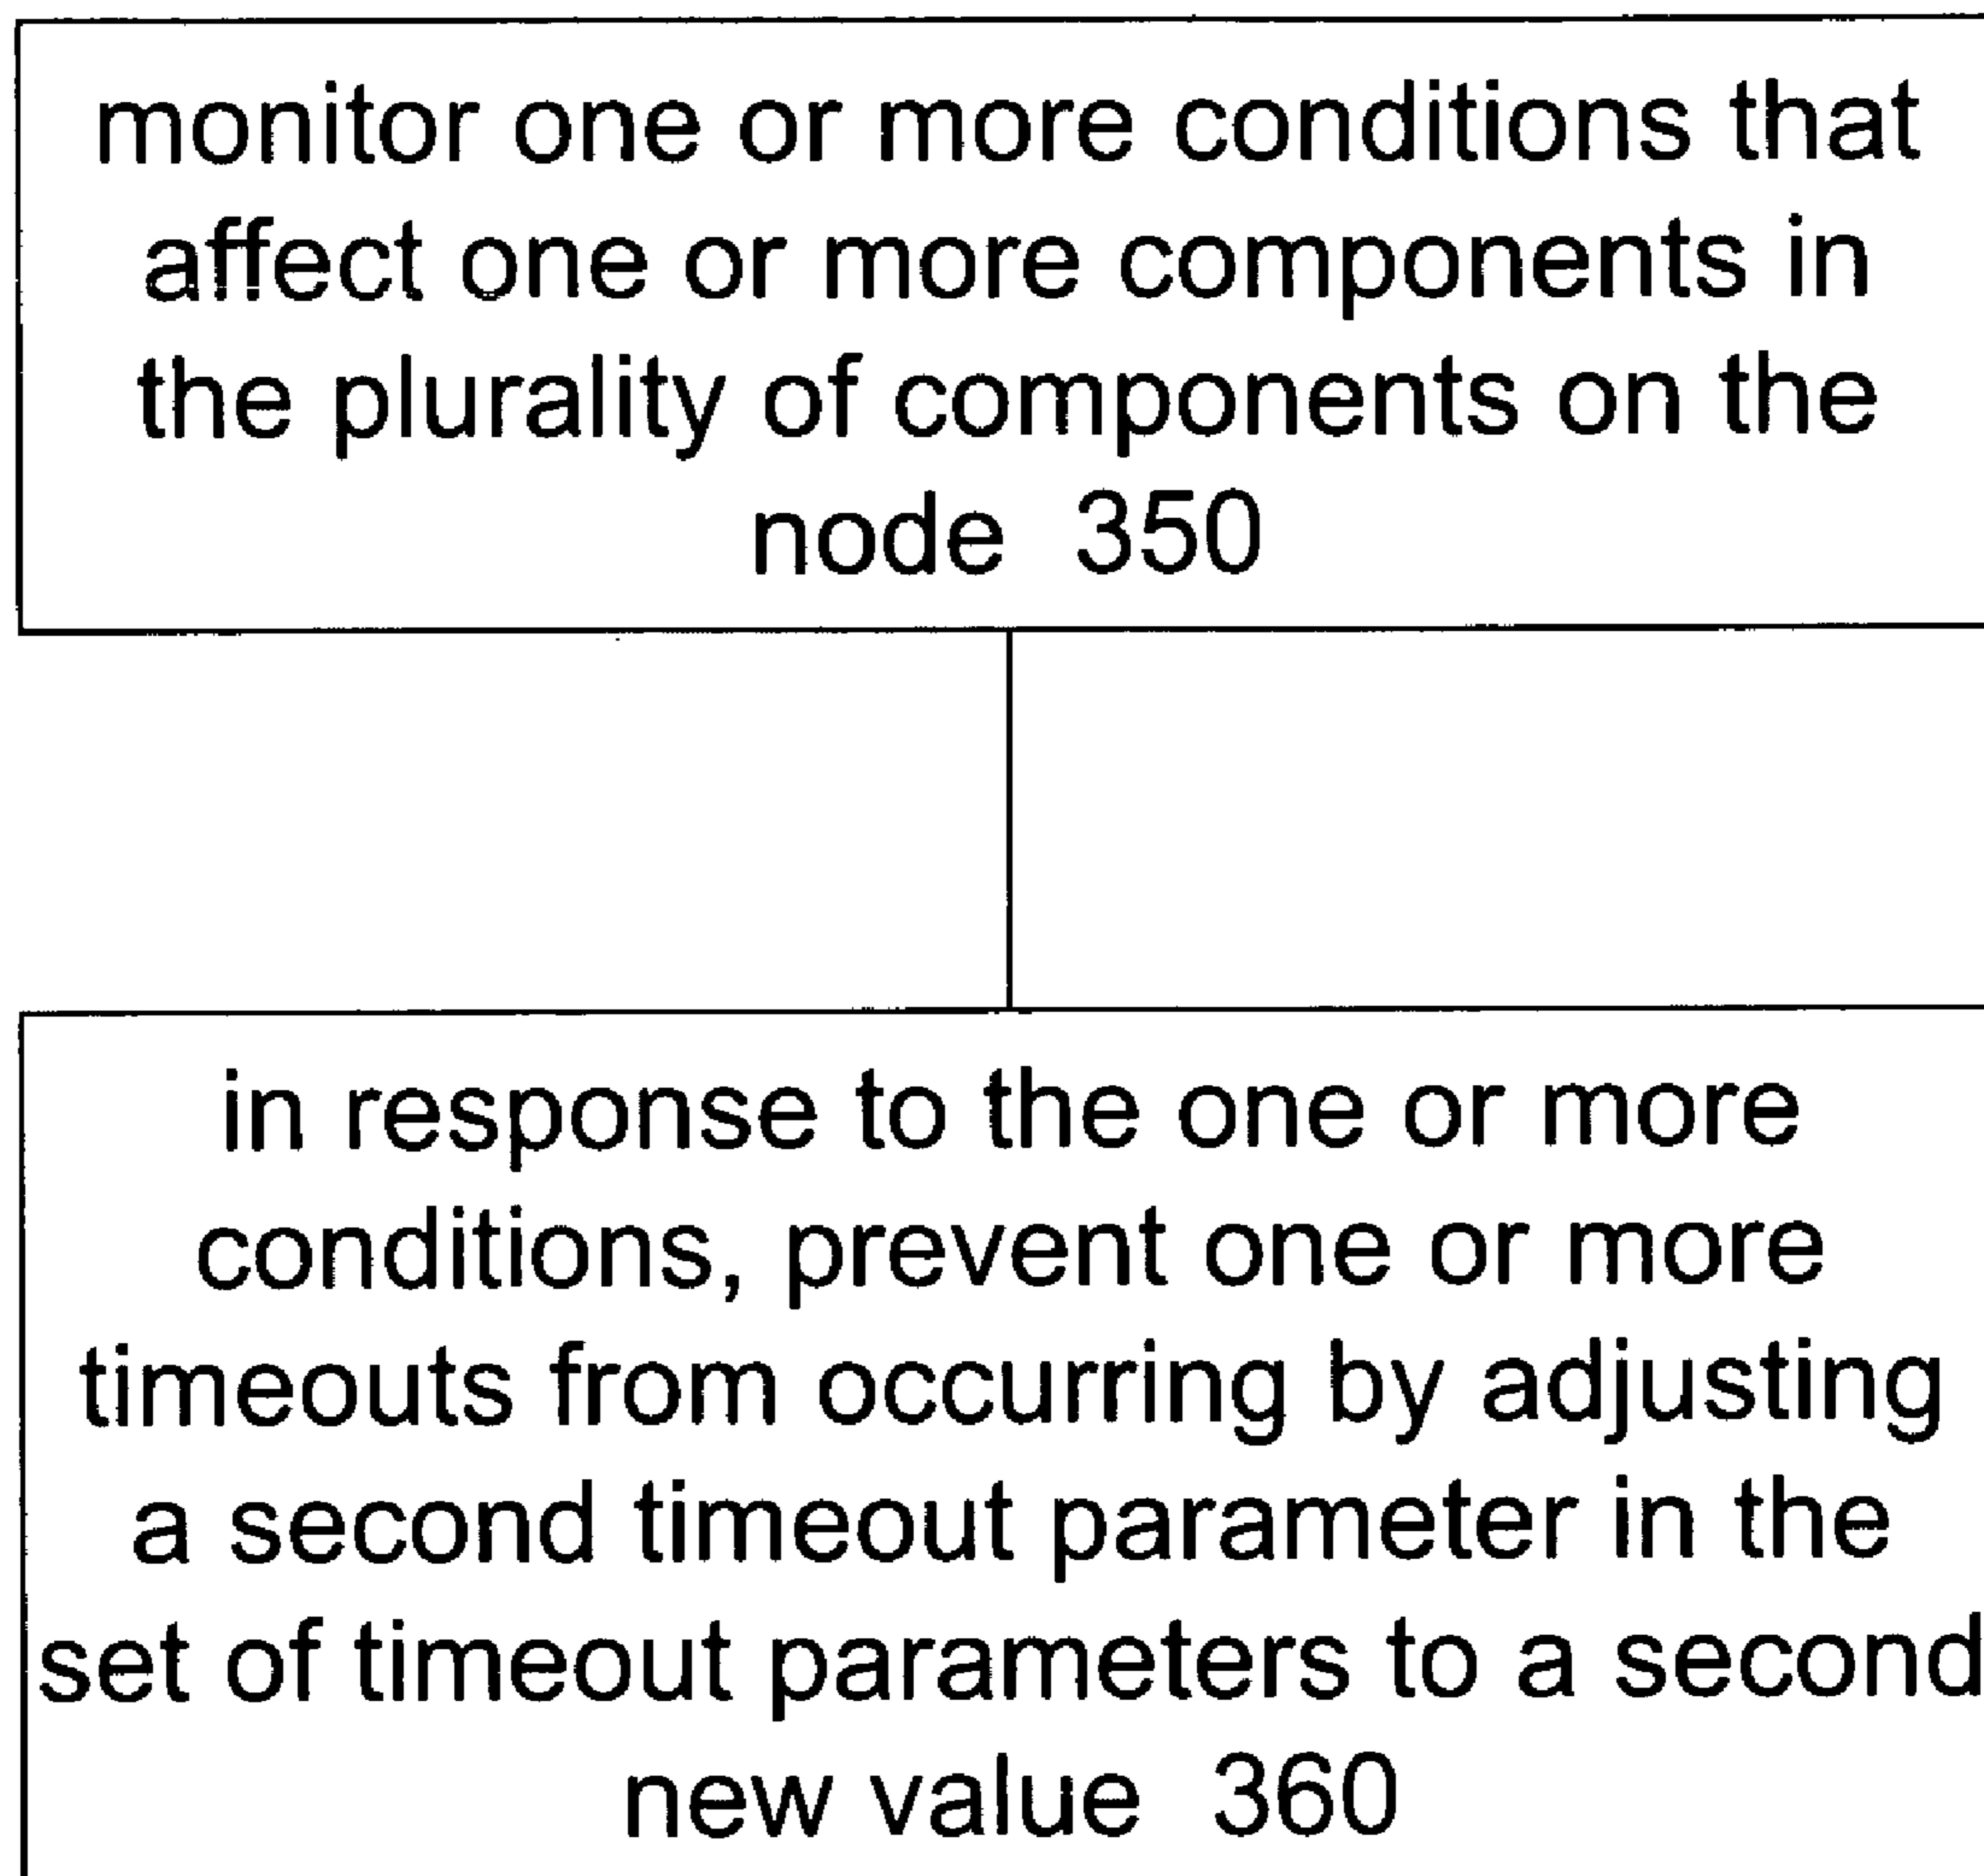 monitor one or more conditions that
affect one or more components in
the plurality of components on the
node 350
in response to the one or more
conditions, prevent one or more
timeouts from occurring by adjusting
a second timeout parameter in the
set of timeout parameters to a second
new value 360